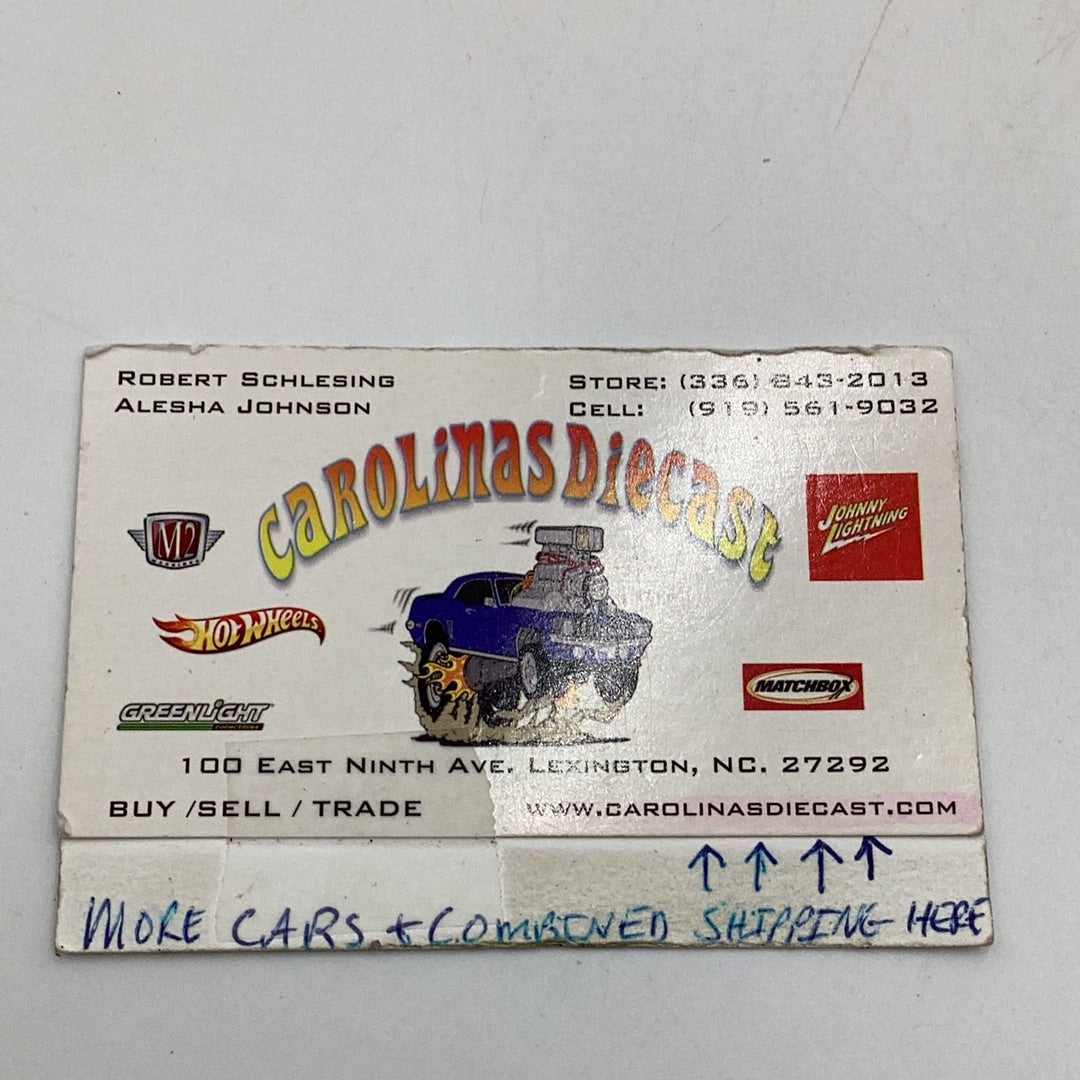 ROBERT SCHLESING
ALESHA JOHNSON
STORE: (336) 843-2013
CELL: (919) 561-9032
CAROLINAS DIECAST
M2
MACHINES
JOHNNY
LIGHTNING
HOT WHEELS
MATCHBOX
GREENLIGHT
COLLECTIBLES
100 EAST NINTH AVE. LEXINGTON, NC. 27292
BUY /SELL / TRADE
WWW.CAROLINASDIECAST.COM
MORE CARS + COMBINED SHIPPING HERE